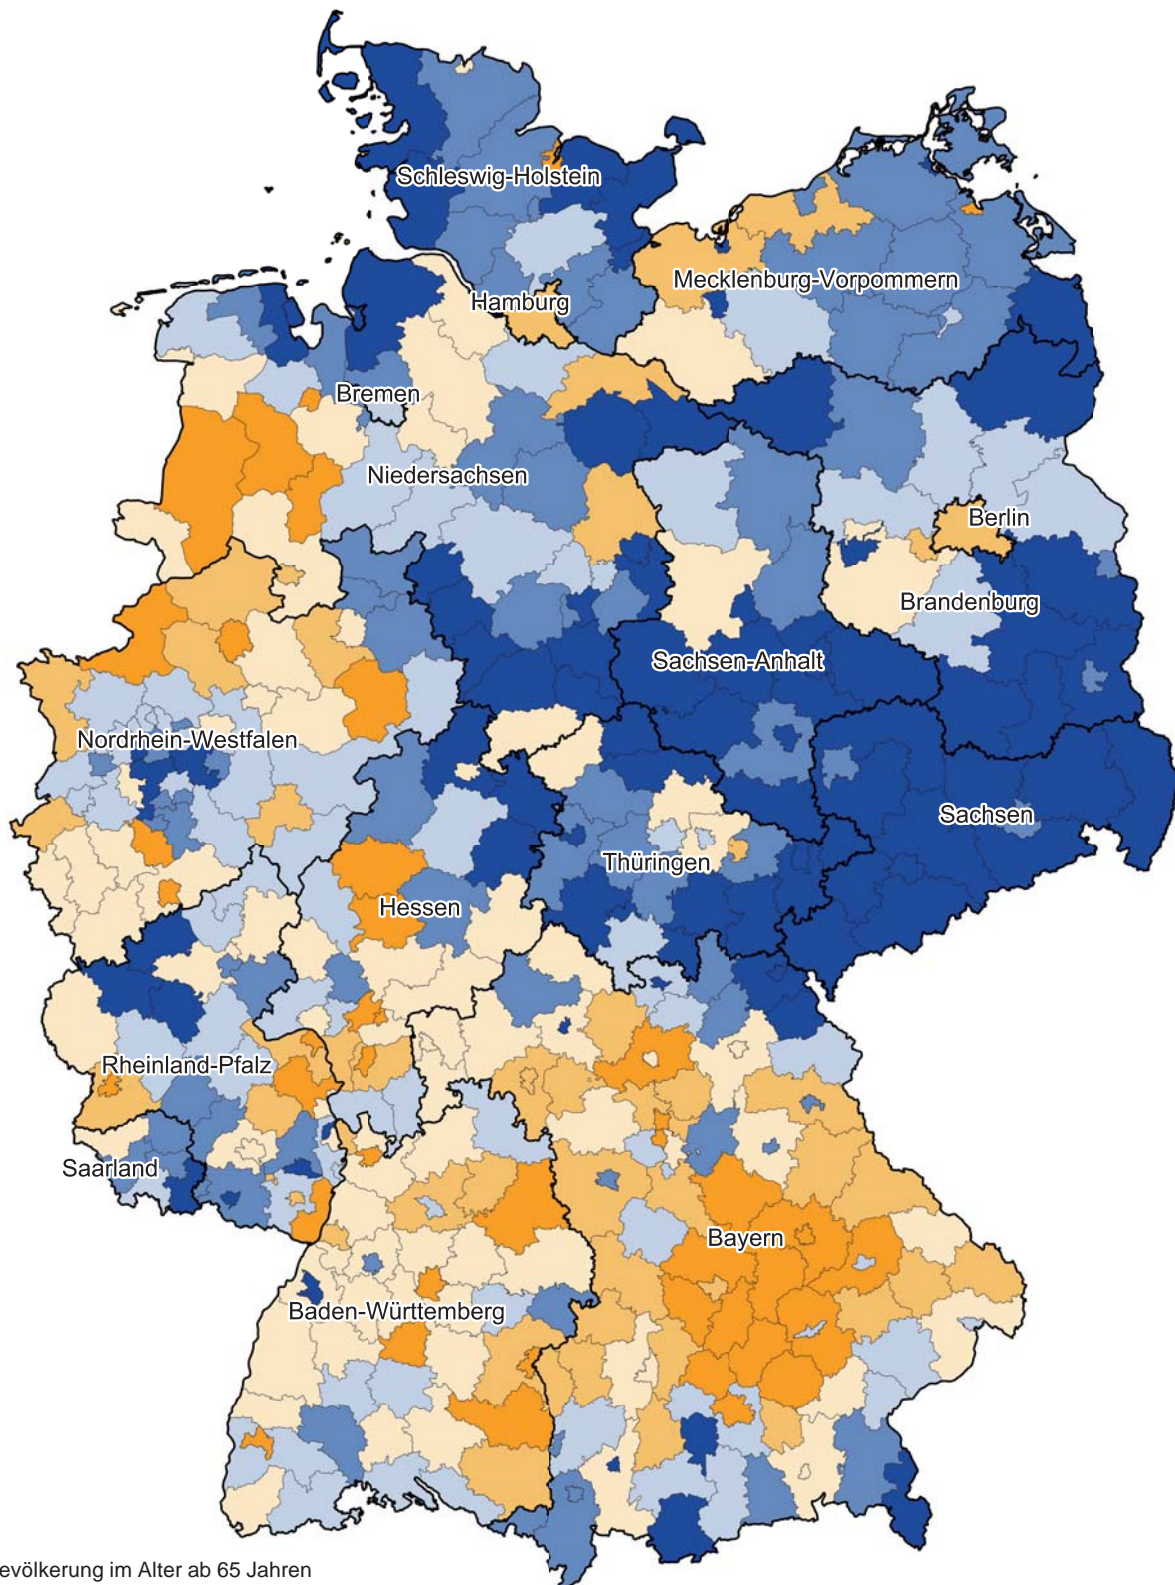 Schleswig-Holstein
Mecklenburg-Vorpommern
Hamburg
Bremen
Niedersachsen
Berlin
Brandenburg
Sachsen-Anhalt
Nordrhein-Westfalen
Sachsen
Thüringen
Hessen
Rheinland-Pfalz
Saarland
Bayern
Baden-Württemberg
evölkerung im Alter ab 65 Jahren